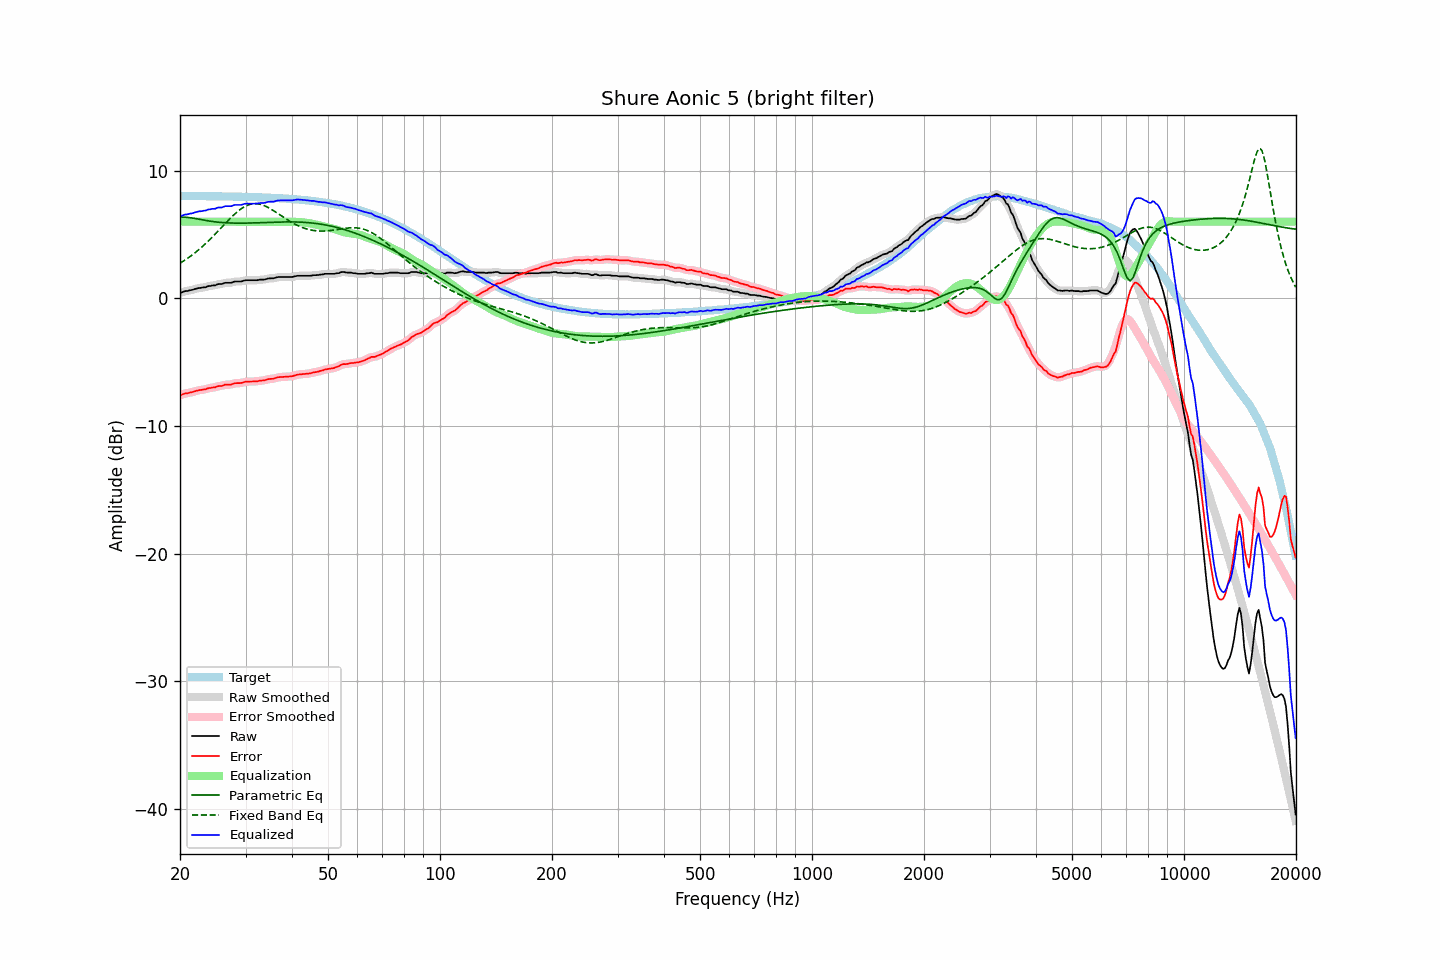 Shure Aonic 5 (bright filter)
Amplitude (dBr)
10
0
−10
−20
−30
−40
Target
Raw Smoothed
Error Smoothed
Raw
Error
Equalization
Parametric Eq
Fixed Band Eq
Equalized
20 50 100 200 500 1000 2000 5000 10000 20000
Frequency (Hz)